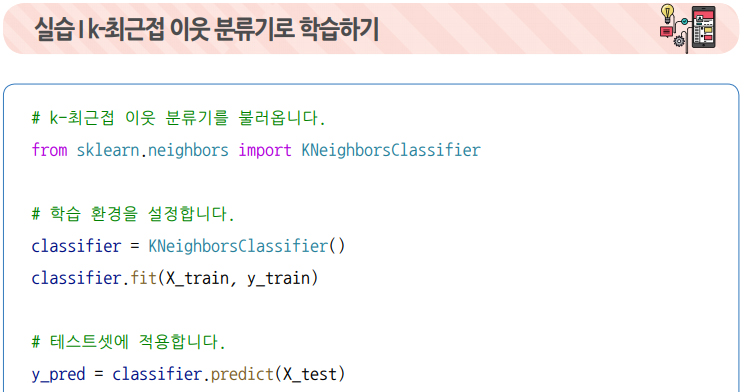 실습 | k-최근접 이웃 분류기로 학습하기
# k-최근접 이웃 분류기를 불러옵니다.
from sklearn.neighbors import KNeighborsClassifier
# 학습 환경을 설정합니다.
classifier = KNeighborsClassifier()
classifier.fit(X_train, y_train)
# 테스트셋에 적용합니다.
y_pred = classifier.predict(X_test)